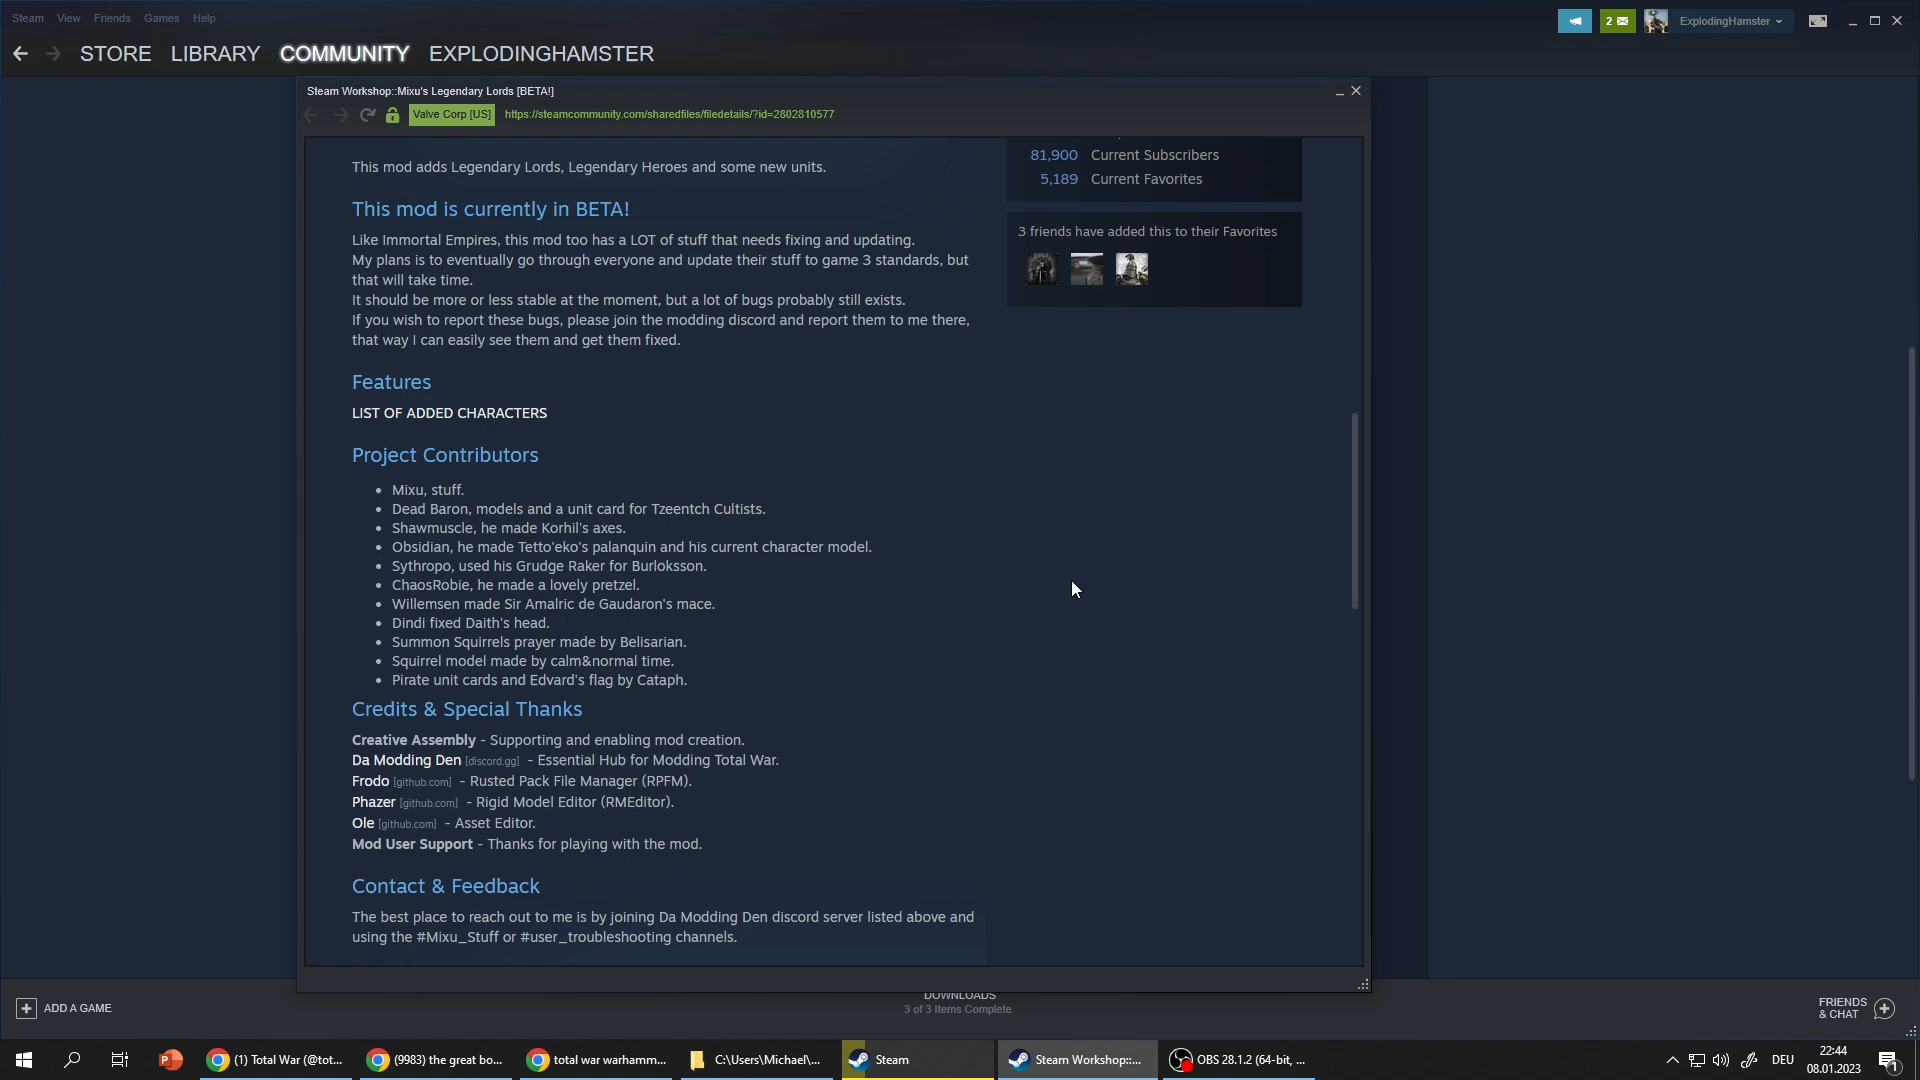 Steam View Friends Games Help
2
ExplodingHamster
STORE LIBRARY COMMUNITY EXPLODINGHAMSTER
Steam Workshop::Mixu's Legendary Lords [BETA!]
Valve Corp [US] https://steamcommunity.com/sharedfiles/filedetails/?id=2802810577
This mod adds Legendary Lords, Legendary Heroes and some new units.
This mod is currently in BETA!
Like Immortal Empires, this mod too has a LOT of stuff that needs fixing and updating.
My plans is to eventually go through everyone and update their stuff to game 3 standards, but
that will take time.
It should be more or less stable at the moment, but a lot of bugs probably still exists.
If you wish to report these bugs, please join the modding discord and report them to me there,
that way I can easily see them and get them fixed.
Features
LIST OF ADDED CHARACTERS
Project Contributors
• Mixu, stuff.
• Dead Baron, models and a unit card for Tzeentch Cultists.
• Shawmuscle, he made Korhil's axes.
• Obsidian, he made Tetto'eko's palanquin and his current character model.
• Sythropo, used his Grudge Raker for Burloksson.
• ChaosRobie, he made a lovely pretzel.
• Willemsen made Sir Amalric de Gaudaron's mace.
• Dindi fixed Daith's head.
• Summon Squirrels prayer made by Belisarian.
• Squirrel model made by calm&normal time.
• Pirate unit cards and Edvard's flag by Cataph.
Credits & Special Thanks
Creative Assembly - Supporting and enabling mod creation.
Da Modding Den [discord.gg] - Essential Hub for Modding Total War.
Frodo [github.com] - Rusted Pack File Manager (RPFM).
Phazer [github.com] - Rigid Model Editor (RMEditor).
Ole [github.com] - Asset Editor.
Mod User Support - Thanks for playing with the mod.
Contact & Feedback
The best place to reach out to me is by joining Da Modding Den discord server listed above and
using the #Mixu_Stuff or #user_troubleshooting channels.
81,900 Current Subscribers
5,189 Current Favorites
3 friends have added this to their Favorites
ADD A GAME
DOWNLOADS
3 of 3 Items Complete
FRIENDS
& CHAT
(1) Total War (@tot...
(9983) the great bo...
total war warhamm...
C:\Users\Michael\...
Steam
Steam Workshop::...
OBS 28.1.2 (64-bit, ...
DEU
22:44
08.01.2023
1